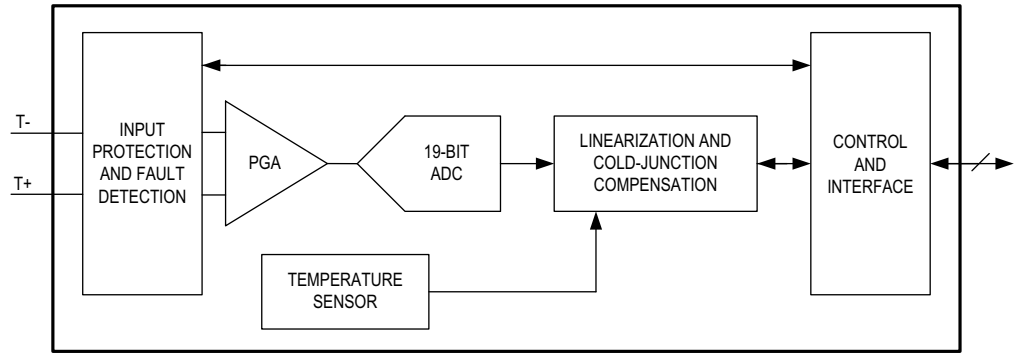 T-
T+
INPUT
PROTECTION
AND FAULT
DETECTION
PGA
19-BIT
ADC
LINEARIZATION AND
COLD-JUNCTION
COMPENSATION
CONTROL
AND
INTERFACE
TEMPERATURE
SENSOR